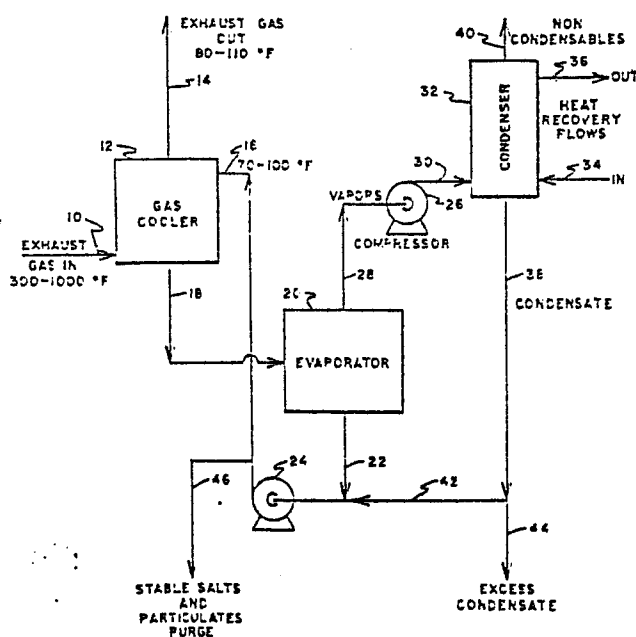 EXHAUST GAS
OUT
80-110 °F
14
12
16
70-100 °F
GAS
COOLER
10
EXHAUST
GAS IN
300-1000 °F
18
40
NON
CONDENSABLES
36
OUT
32
CONDENSER
HEAT
RECOVERY
FLOWS
30
34
IN
VAPORS
26
COMPRESSOR
28
38
CONDENSATE
20
EVAPORATOR
22
24
42
46
44
STABLE SALTS
AND
PARTICULATES
PURGE
EXCESS
CONDENSATE